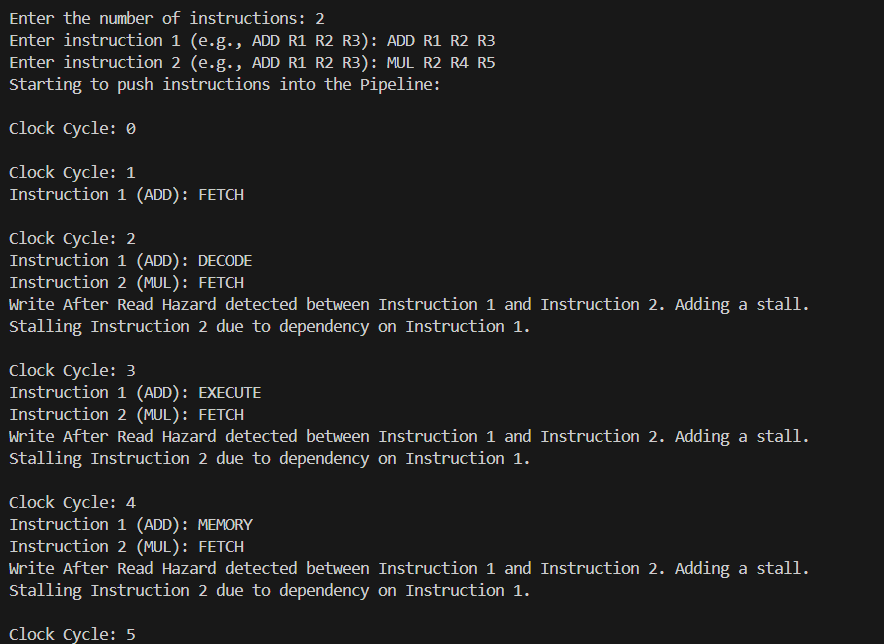 Enter the number of instructions: 2
Enter instruction 1 (e.g., ADD R1 R2 R3): ADD R1 R2 R3
Enter instruction 2 (e.g., ADD R1 R2 R3): MUL R2 R4 R5
Starting to push instructions into the Pipeline:

Clock Cycle: 0

Clock Cycle: 1
Instruction 1 (ADD): FETCH

Clock Cycle: 2
Instruction 1 (ADD): DECODE
Instruction 2 (MUL): FETCH
Write After Read Hazard detected between Instruction 1 and Instruction 2. Adding a stall.
Stalling Instruction 2 due to dependency on Instruction 1.

Clock Cycle: 3
Instruction 1 (ADD): EXECUTE
Instruction 2 (MUL): FETCH
Write After Read Hazard detected between Instruction 1 and Instruction 2. Adding a stall.
Stalling Instruction 2 due to dependency on Instruction 1.

Clock Cycle: 4
Instruction 1 (ADD): MEMORY
Instruction 2 (MUL): FETCH
Write After Read Hazard detected between Instruction 1 and Instruction 2. Adding a stall.
Stalling Instruction 2 due to dependency on Instruction 1.

Clock Cycle: 5